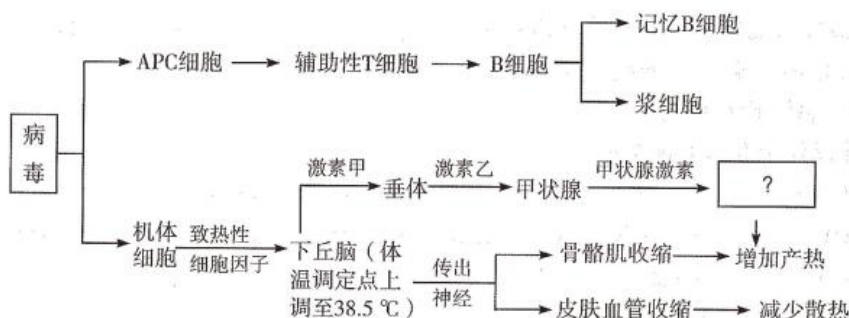 记忆B细胞
APC细胞 辅助性T细胞 B细胞
浆细胞
病
毒
激素甲 激素乙 甲状腺激素
垂体 甲状腺 ?
机体 致热性
细胞 细胞因子
下丘脑(体
温调定点上
调至38.5 ℃)
传出
神经
骨骼肌收缩 增加产热
皮肤血管收缩 减少散热